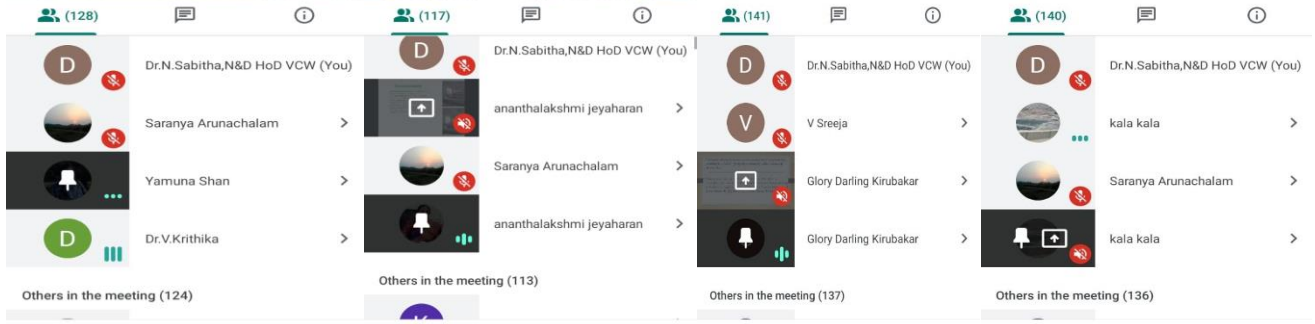 (128)
Dr.N.Sabitha,N&D HoD VCW (You)
Saranya Arunachalam
Yamuna Shan
Dr.V.Krithika
Others in the meeting (124)
(117)
Dr.N.Sabitha,N&D HoD VCW (You)
ananthalakshmi jeyaharan
Saranya Arunachalam
ananthalakshmi jeyaharan
Others in the meeting (113)
(141)
Dr.N.Sabitha,N&D HoD VCW (You)
V Sreeja
Glory Darling Kirubakar
Glory Darling Kirubakar
Others in the meeting (137)
(140)
Dr.N.Sabitha,N&D HoD VCW (You)
kala kala
Saranya Arunachalam
kala kala
Others in the meeting (136)